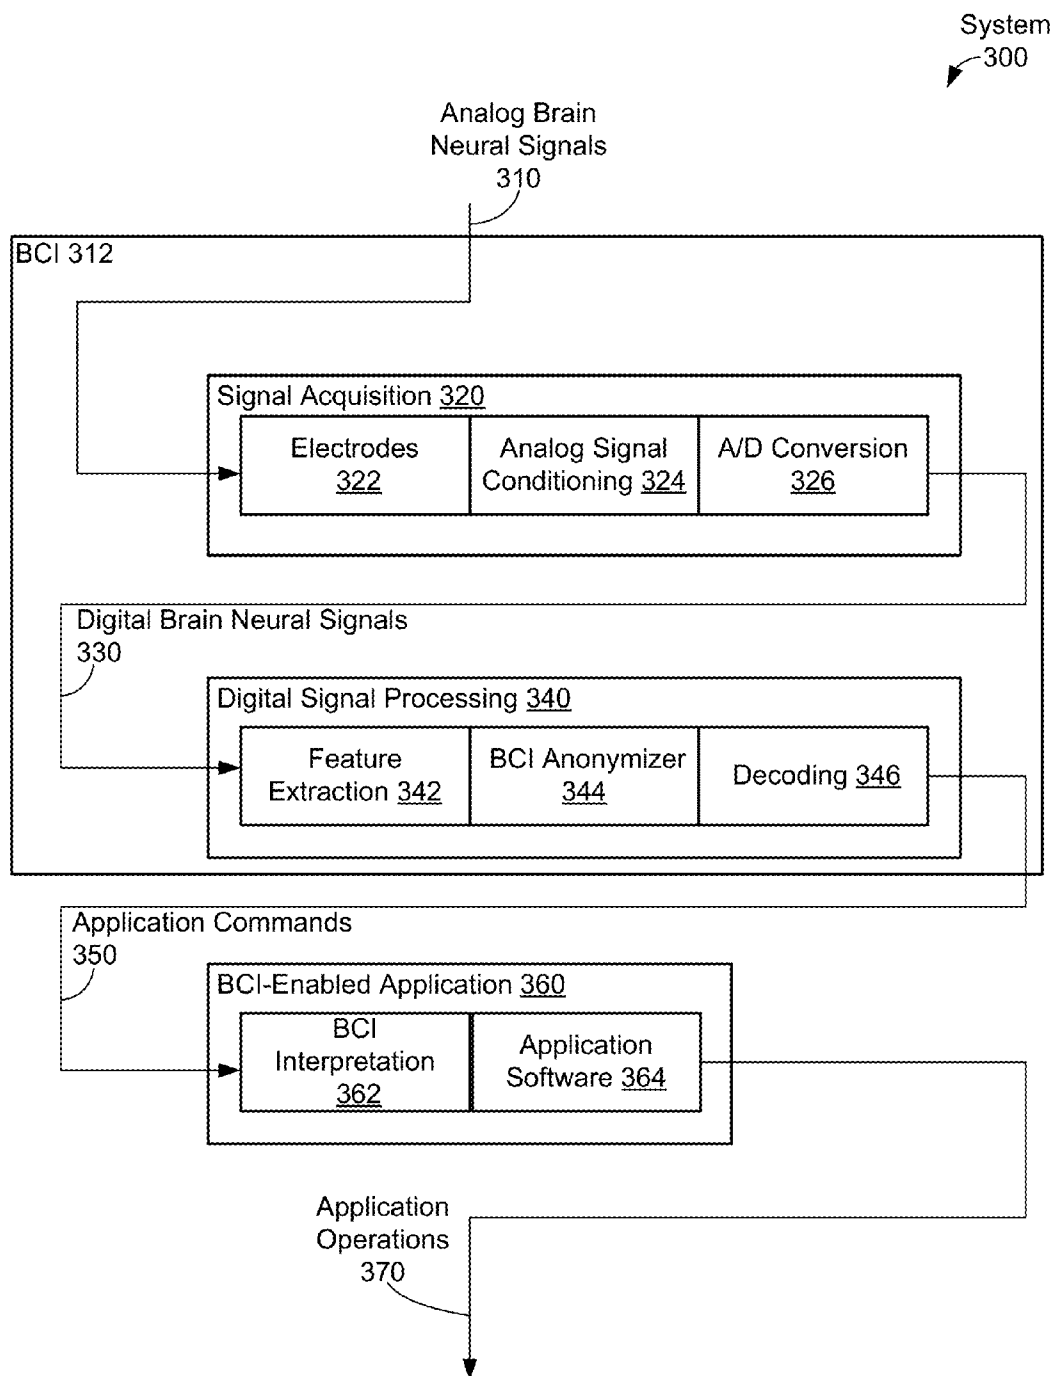 System
300
Analog Brain
Neural Signals
310
BCI 312
Signal Acquisition 320
Electrodes
322
Analog Signal
Conditioning 324
A/D Conversion
326
Digital Brain Neural Signals
330
Digital Signal Processing 340
Feature
Extraction 342
BCI Anonymizer
344
Decoding 346
Application Commands
350
BCI-Enabled Application 360
BCI
Interpretation
362
Application
Software 364
Application
Operations
370